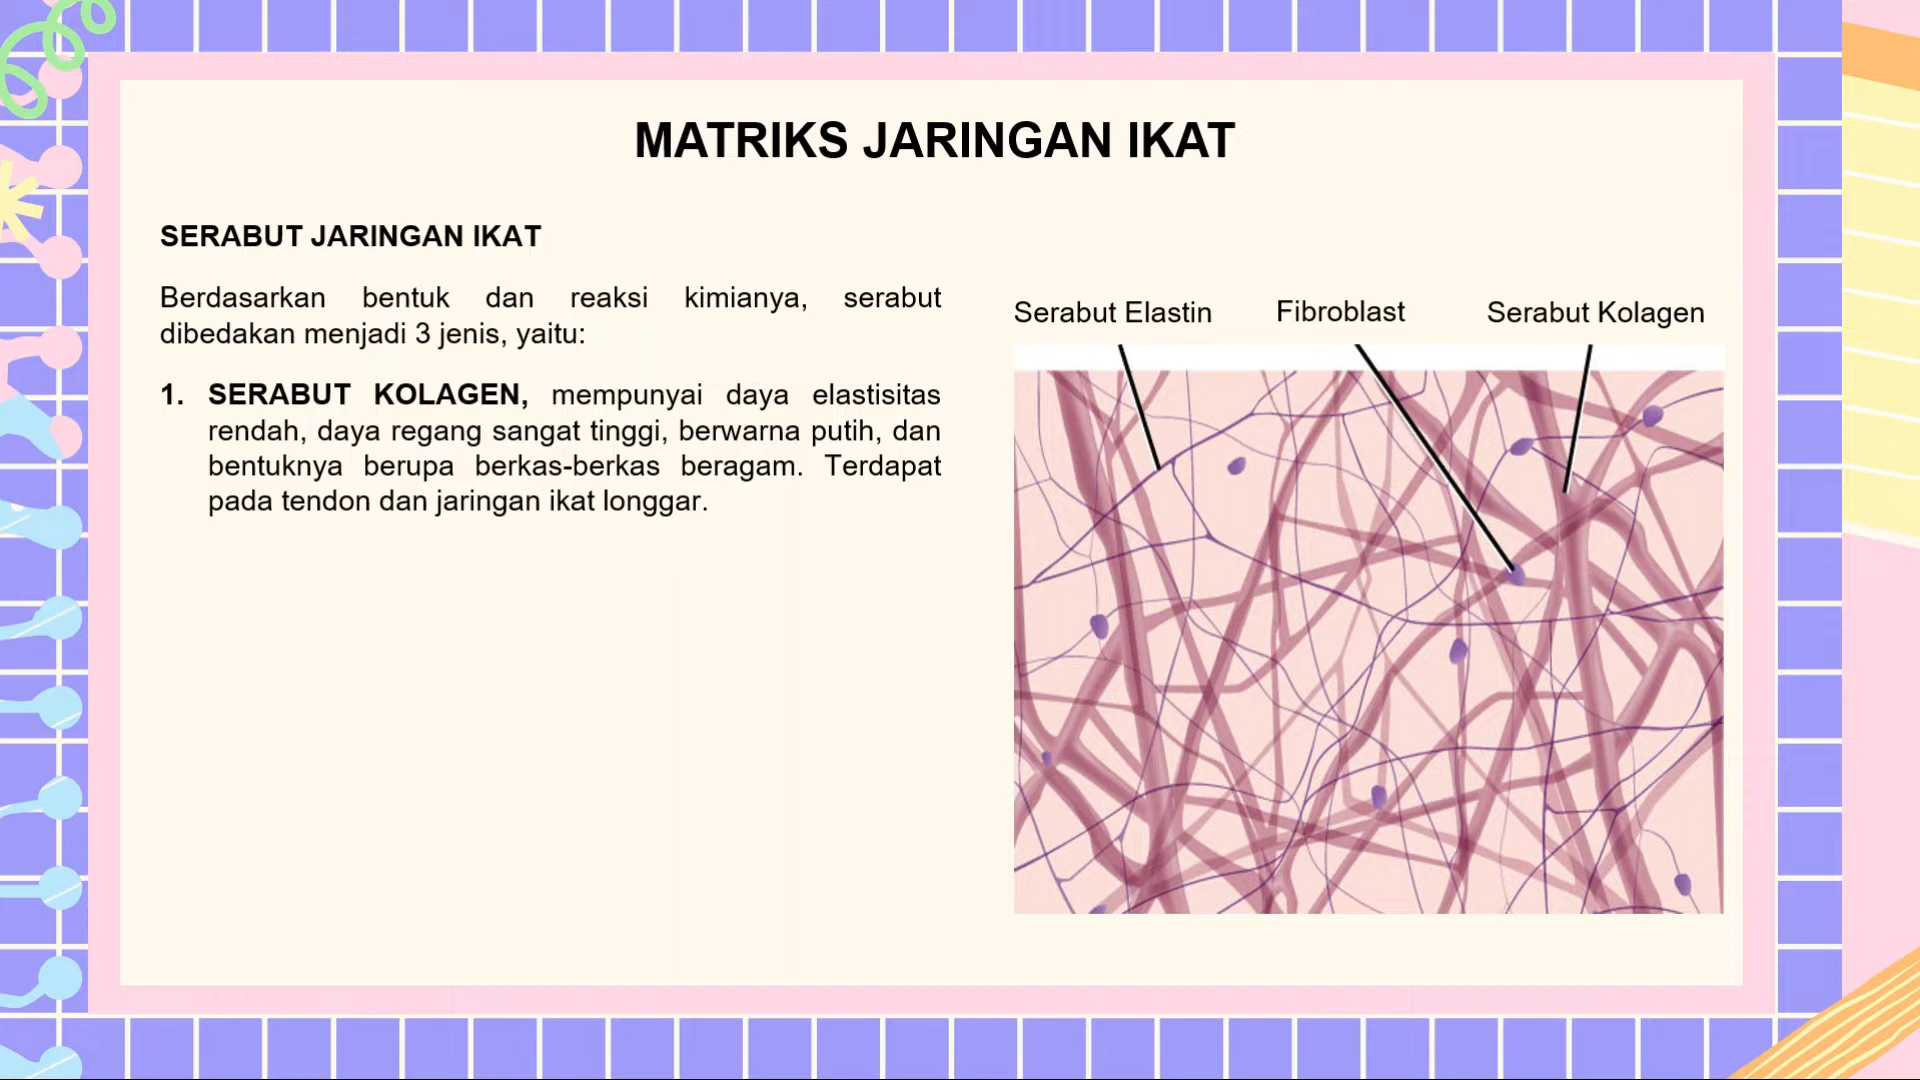 MATRIKS JARINGAN IKAT
SERABUT JARINGAN IKAT
Berdasarkan bentuk dan reaksi kimianya, serabut
dibedakan menjadi 3 jenis, yaitu:
1. SERABUT KOLAGEN, mempunyai daya elastisitas
rendah, daya regang sangat tinggi, berwarna putih, dan
bentuknya berupa berkas-berkas beragam. Terdapat
pada tendon dan jaringan ikat longgar.
Serabut Elastin
Fibroblast
Serabut Kolagen